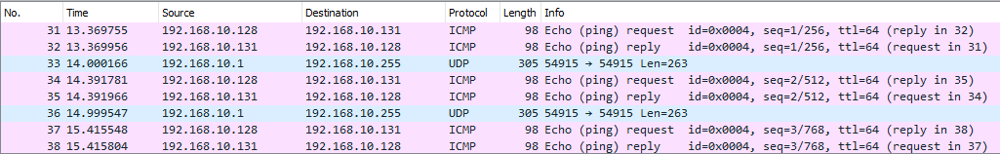 No. Time Source Destination Protocol Length Info
31 13.369755 192.168.10.128 192.168.10.131 ICMP 98 Echo (ping) request id=0x0004, seq=1/256, ttl=64 (reply in 32)
32 13.369956 192.168.10.131 192.168.10.128 ICMP 98 Echo (ping) reply id=0x0004, seq=1/256, ttl=64 (request in 31)
33 14.000166 192.168.10.1 192.168.10.255 UDP 305 54915 → 54915 Len=263
34 14.391781 192.168.10.128 192.168.10.131 ICMP 98 Echo (ping) request id=0x0004, seq=2/512, ttl=64 (reply in 35)
35 14.391966 192.168.10.131 192.168.10.128 ICMP 98 Echo (ping) reply id=0x0004, seq=2/512, ttl=64 (request in 34)
36 14.999547 192.168.10.1 192.168.10.255 UDP 305 54915 → 54915 Len=263
37 15.415548 192.168.10.128 192.168.10.131 ICMP 98 Echo (ping) request id=0x0004, seq=3/768, ttl=64 (reply in 38)
38 15.415804 192.168.10.131 192.168.10.128 ICMP 98 Echo (ping) reply id=0x0004, seq=3/768, ttl=64 (request in 37)